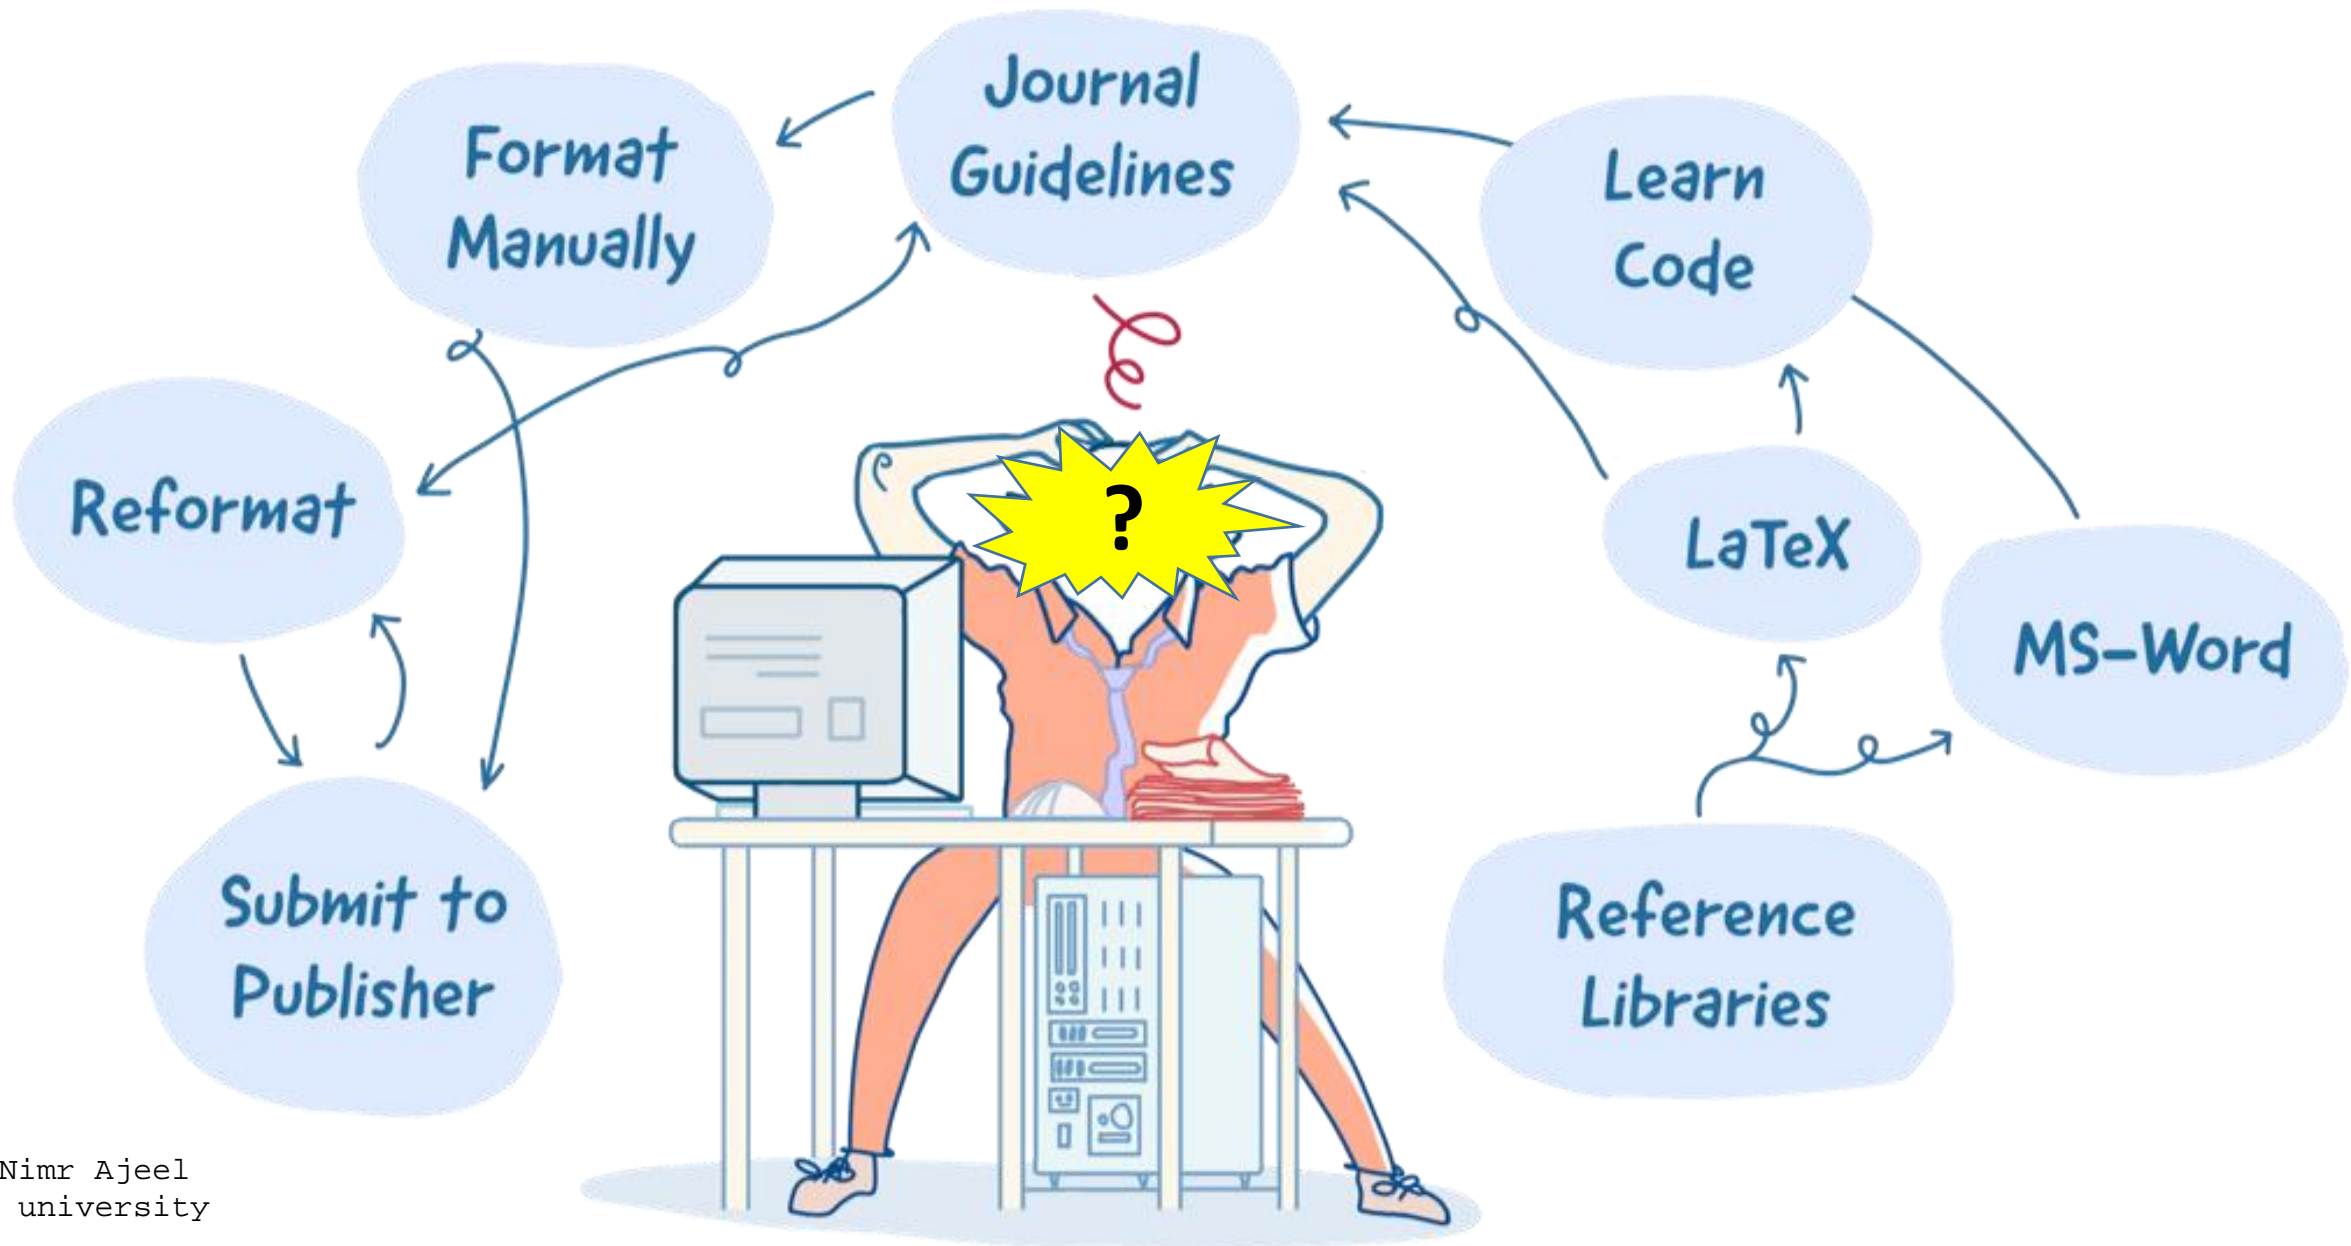 Journal
Guidelines
Format
Manually
Learn
Code
Reformat
?
LaTeX
MS-Word
Submit to
Publisher
Reference
Libraries
Nimr Ajeel
university